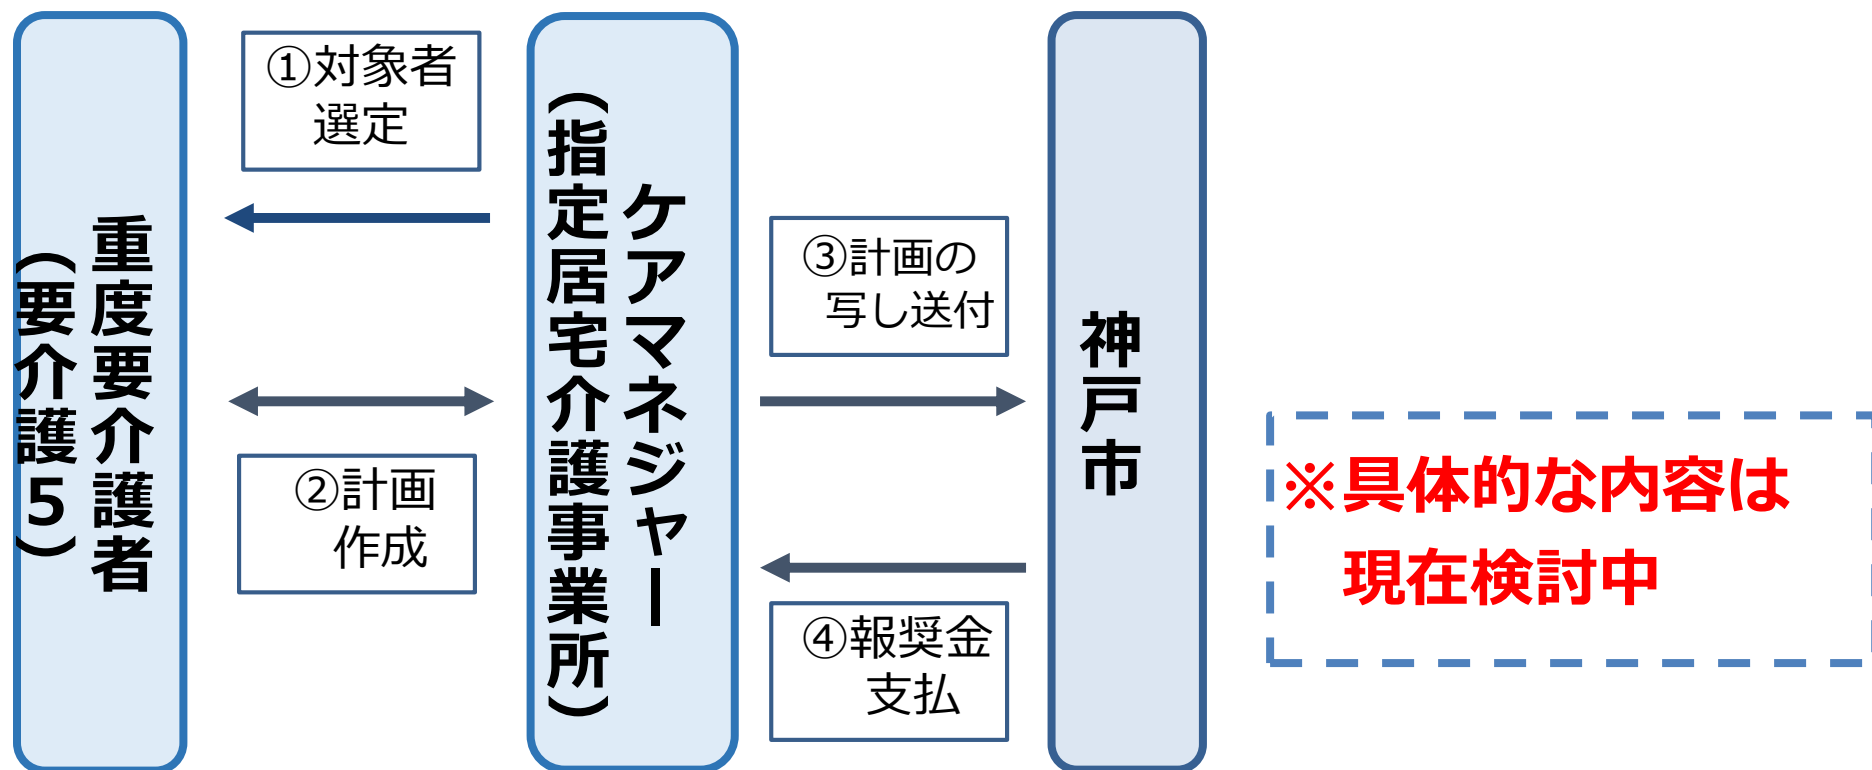 重度要介護者
（要介護５）
①対象者
選定
②計画
作成
ケアマネジャー
（指定居宅介護事業所）
③計画の
写し送付
④報奨金
支払
神戸市
※具体的な内容は
現在検討中